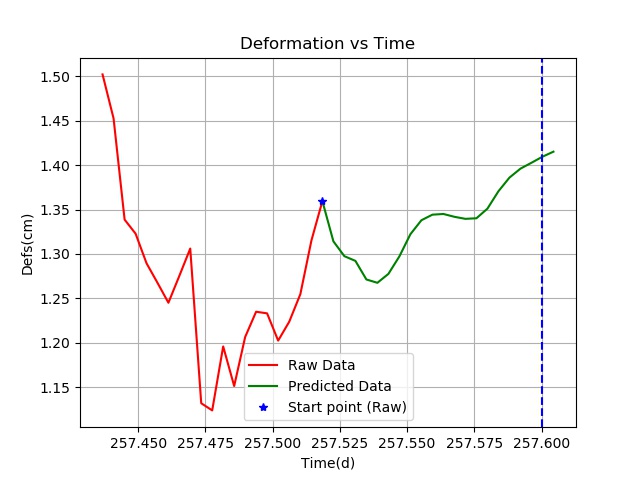 Deformation vs Time
Defs(cm)
1.50
1.45
1.40
1.35
1.30
1.25
1.20
1.15
Raw Data
Predicted Data
Start point (Raw)
257.450 257.475 257.500 257.525 257.550 257.575 257.600
Time(d)